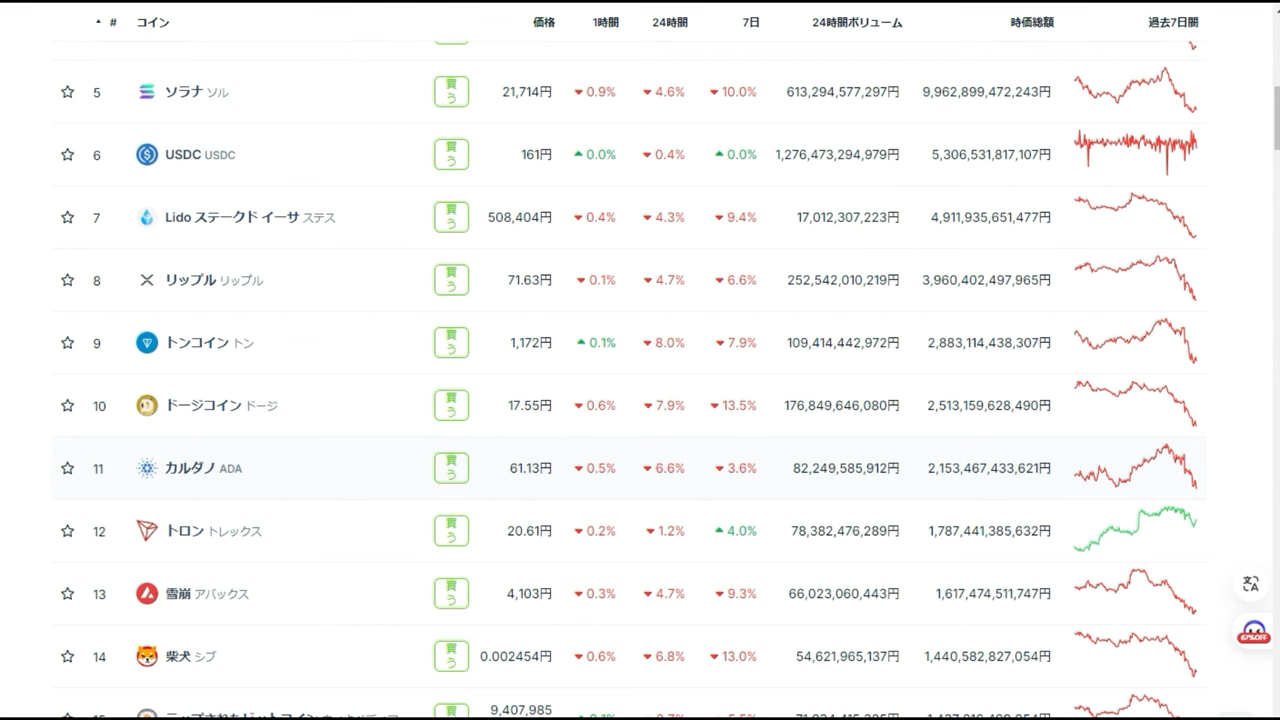 # コイン 価格 1時間 24時間 7日 24時間ボリューム 時価総額 過去7日間
5 ソラナ ソル 買う 21,714円 0.9% 4.6% 10.0% 613,294,577,297円 9,962,899,472,243円
6 USDC USDC 買う 161円 0.0% 0.4% 0.0% 1,276,473,294,979円 5,306,531,817,107円
7 Lido ステークド イーサ ステス 買う 508,404円 0.4% 4.3% 9.4% 17,012,307,223円 4,911,935,651,477円
8 リップル リップル 買う 71.63円 0.1% 4.7% 6.6% 252,542,010,219円 3,960,402,497,965円
9 トンコイン トン 買う 1,172円 0.1% 8.0% 7.9% 109,414,442,972円 2,883,114,438,307円
10 ドージコイン ドージ 買う 17.55円 0.6% 7.9% 13.5% 176,849,646,080円 2,513,159,628,490円
11 カルダノ ADA 買う 61.13円 0.5% 6.6% 3.6% 82,249,585,912円 2,153,467,433,621円
12 トロン トレックス 買う 20.61円 0.2% 1.2% 4.0% 78,382,476,289円 1,787,441,385,632円
13 雪崩 アバックス 買う 4,103円 0.3% 4.7% 9.3% 66,023,060,443円 1,617,474,511,747円
14 柴犬 シブ 買う 0.002454円 0.6% 6.8% 13.0% 54,621,565,137円 1,440,582,827,054円
買 9,407,985